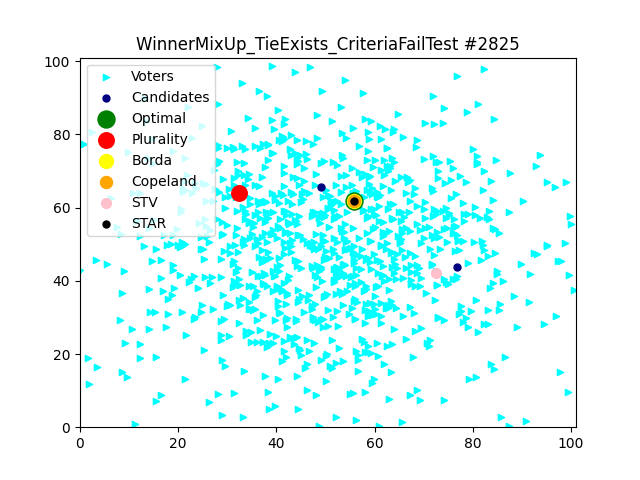 WinnerMixUp_TieExists_CriteriaFailTest #2825
100
80
60
40
20
0
Voters
Candidates
Optimal
Plurality
Borda
Copeland
STV
STAR
0 20 40 60 80 100